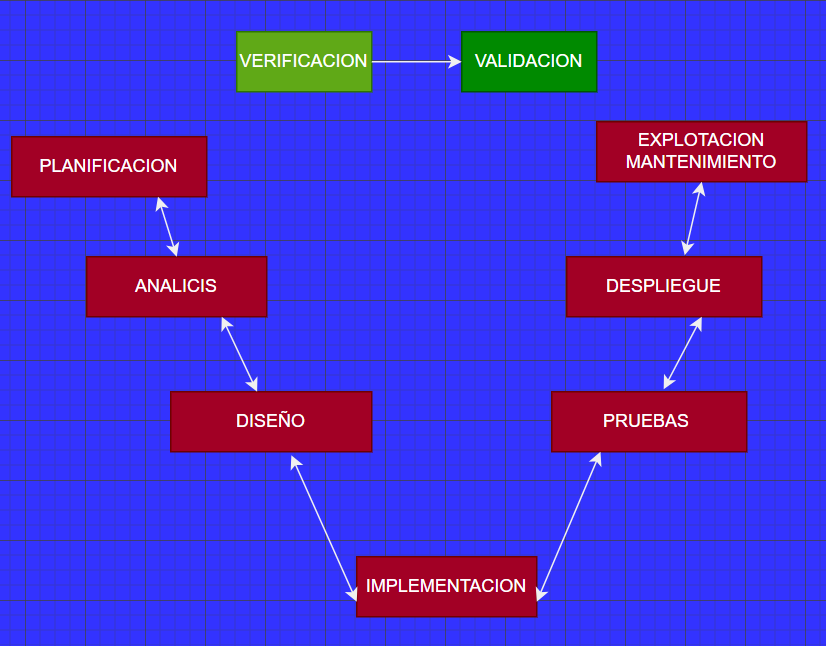 VERIFICACION
VALIDACION
PLANIFICACION
EXPLOTACION
MANTENIMIENTO
ANALICIS
DESPLIEGUE
DISEÑO
PRUEBAS
IMPLEMENTACION